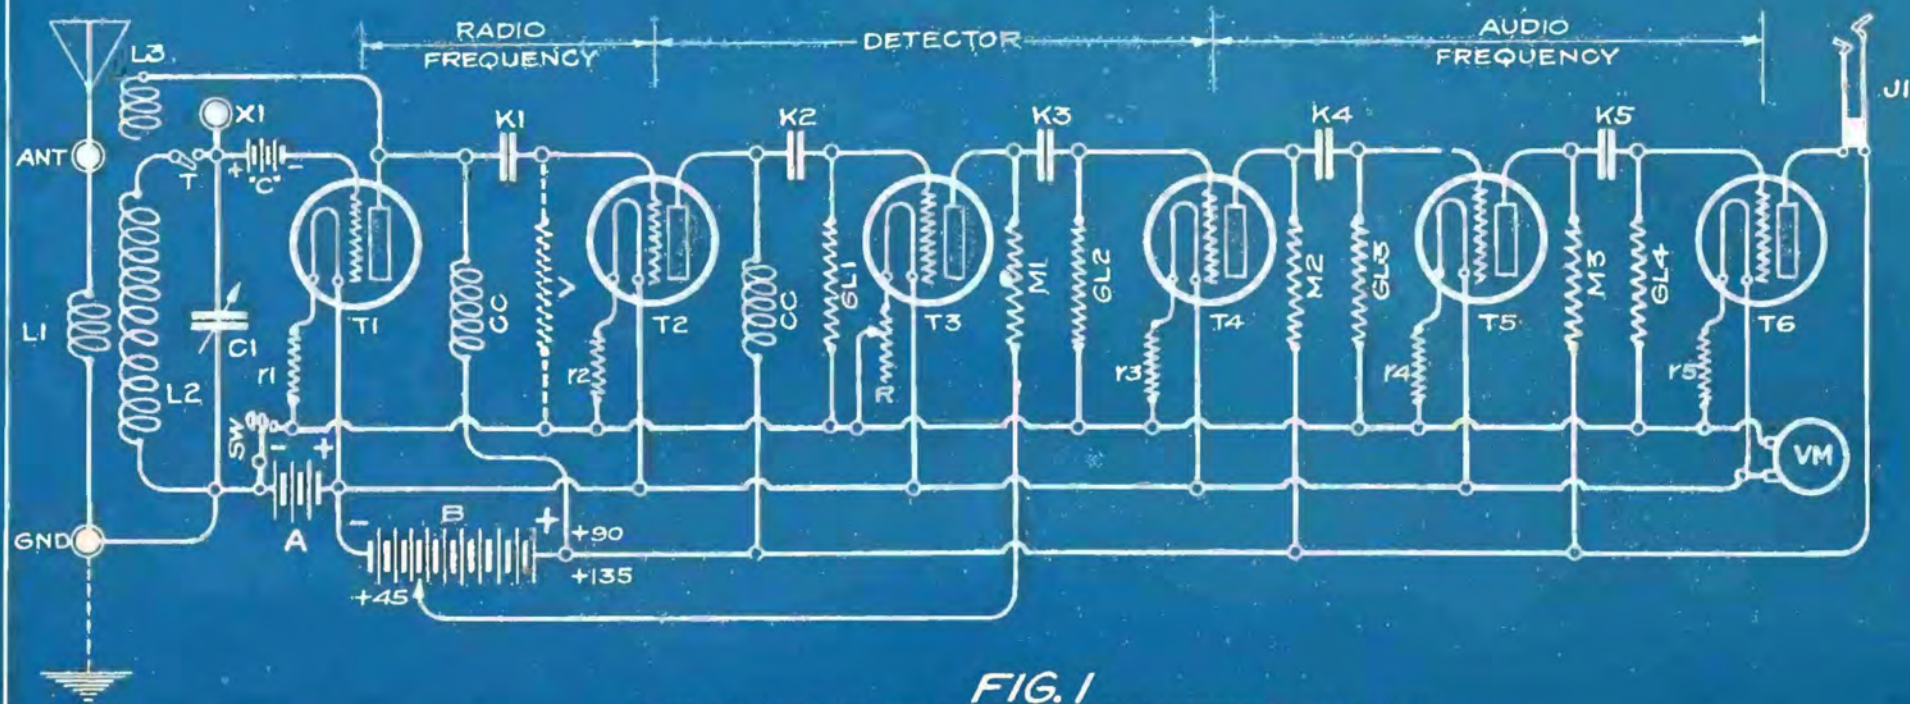 RADIO
FREQUENCY
DETECTOR
AUDIO
FREQUENCY
L3
X1
K1
K2
K3
K4
K5
J1
ANT
T
+ "C" -
T1
T2
T3
T4
T5
T6
L1
L2
C1
r1
CC
V
r2
CC
GL1
R
M1
GL2
r3
M2
GL3
r4
M3
GL4
r5
SW
- +
VM
GND
A
- B +
+90
+135
+45
FIG. 1